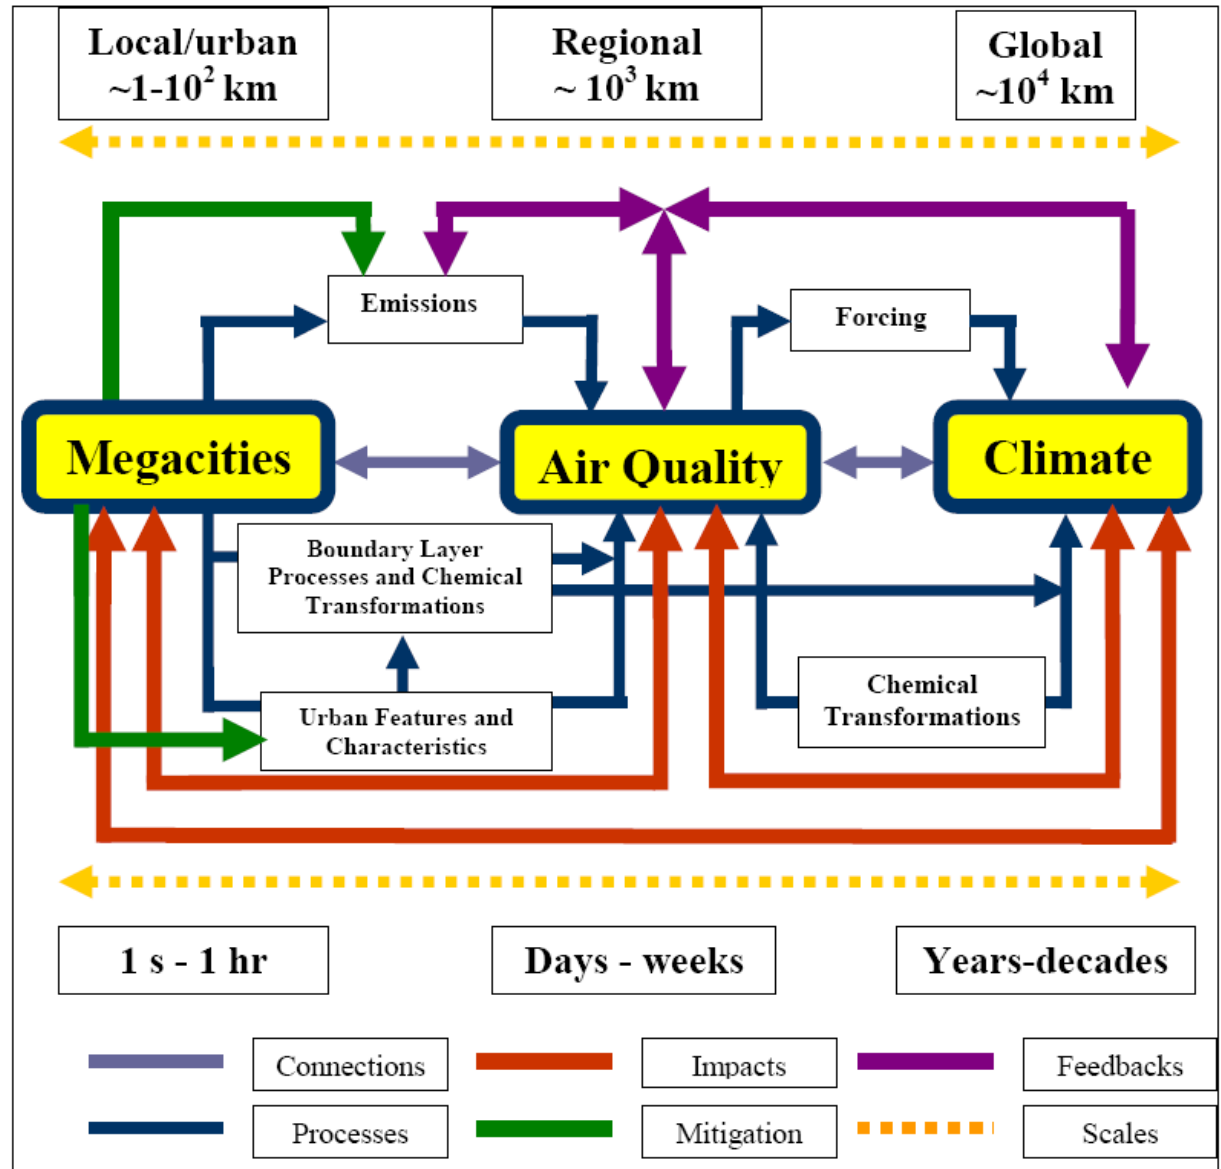 Local/urban
~1-10² km
Regional
~ 10³ km
Global
~10⁴ km
Emissions
Forcing
Megacities
Air Quality
Climate
Boundary Layer
Processes and Chemical
Transformations
Urban Features and
Characteristics
Chemical
Transformations
1 s - 1 hr
Days - weeks
Years-decades
Connections
Impacts
Feedbacks
Processes
Mitigation
Scales